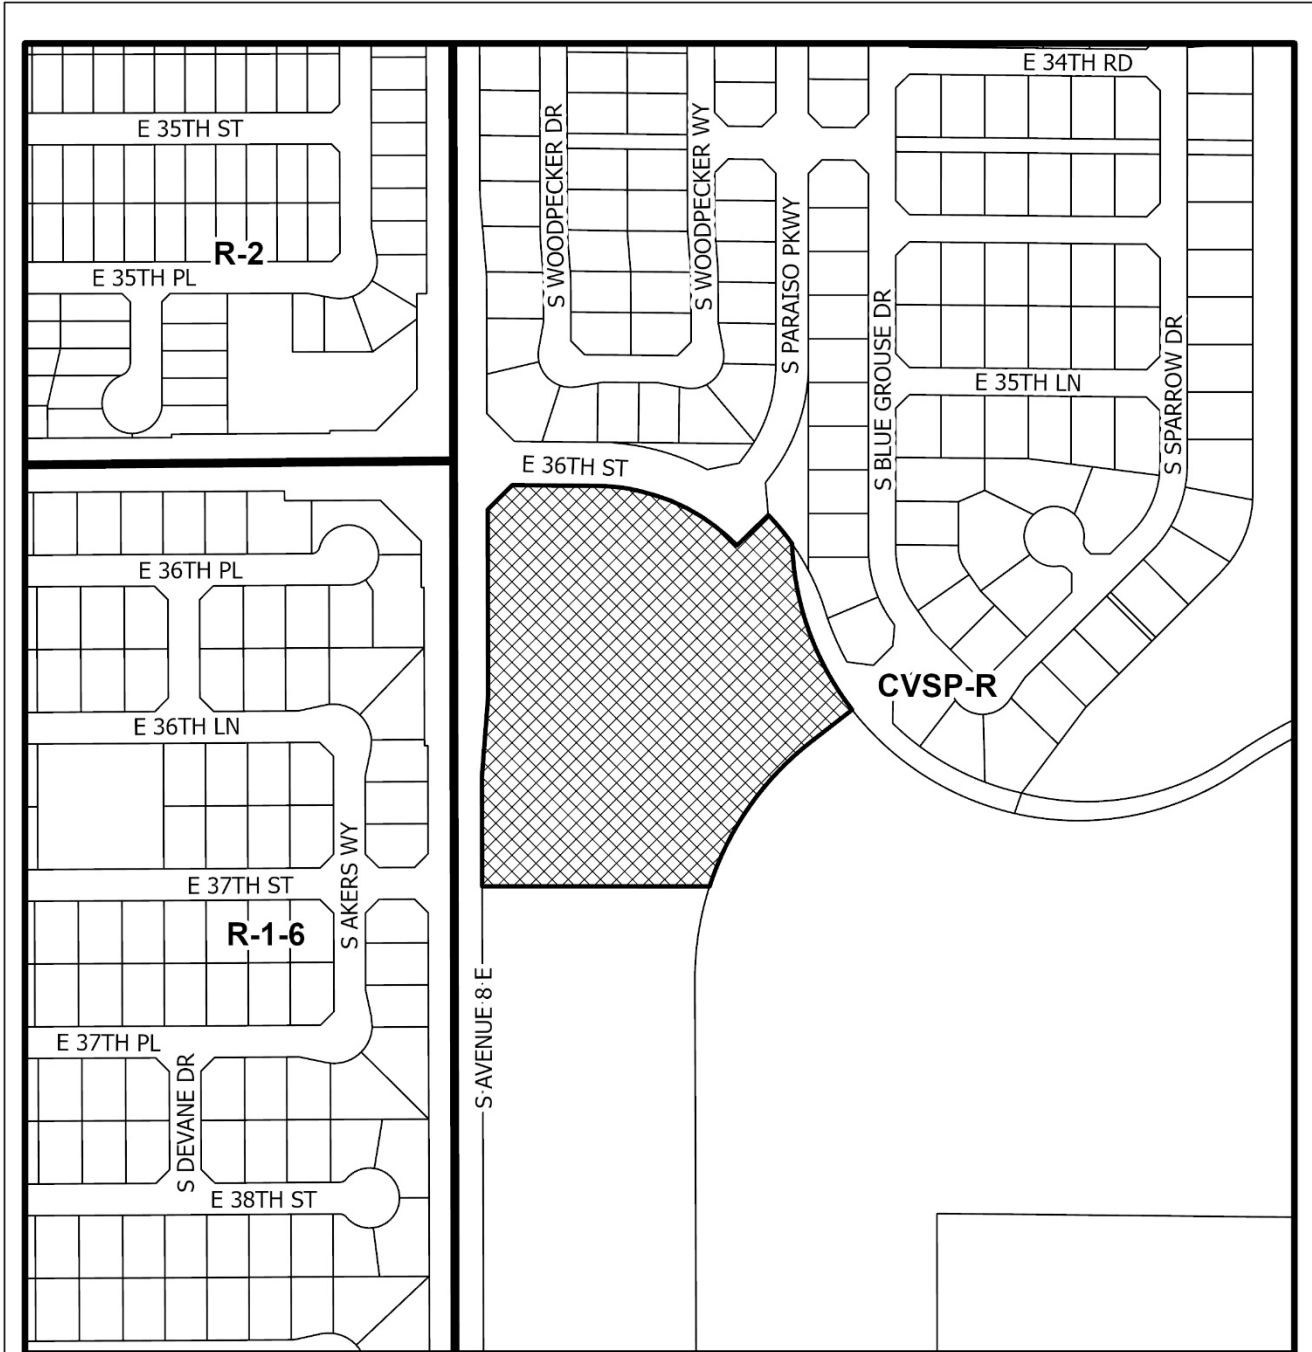 E 34TH RD
E 35TH ST
S WOODPECKER DR
S WOODPECKER WY
R-2
E 35TH PL
S PARAISO PKWY
S BLUE GROUSE DR
E 35TH LN
S SPARROW DR
E 36TH ST
E 36TH PL
CVSP-R
E 36TH LN
S AKERS WY
E 37TH ST
R-1-6
S AVENUE 8 E
E 37TH PL
S DEVANE DR
E 38TH ST